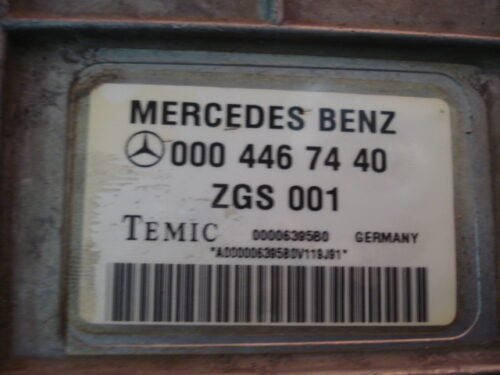 MERCEDES BENZ
000 446 74 40
ZGS 001
TEMIC 0000639580 GERMANY
*A0000639580V119J91*